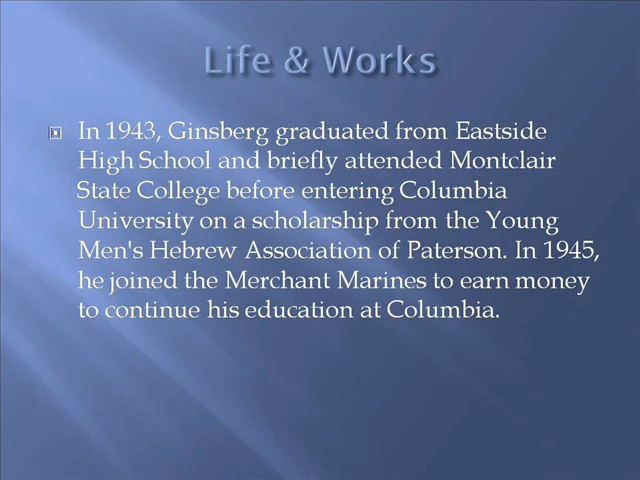 Life & Works
In 1943, Ginsberg graduated from Eastside
High School and briefly attended Montclair
State College before entering Columbia
University on a scholarship from the Young
Men's Hebrew Association of Paterson. In 1945,
he joined the Merchant Marines to earn money
to continue his education at Columbia.